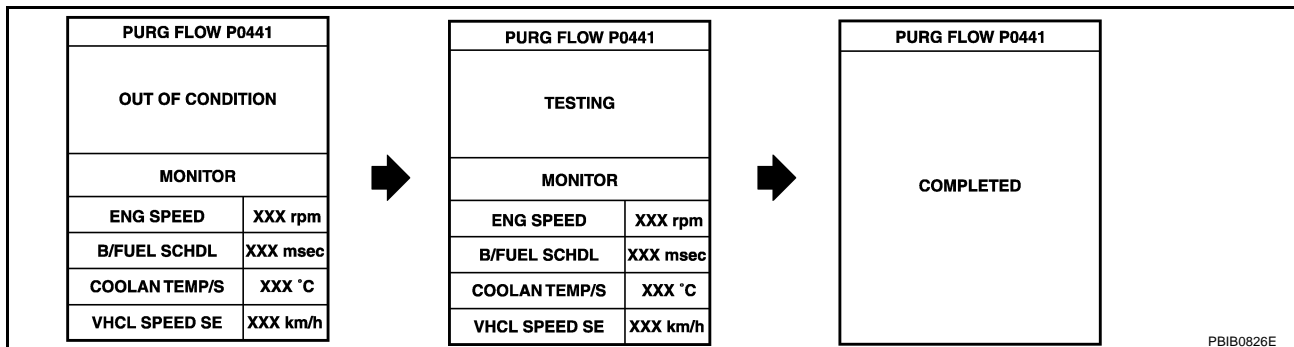 PURG FLOW P0441
OUT OF CONDITION
MONITOR
ENG SPEED XXX rpm
B/FUEL SCHDL XXX msec
COOLAN TEMP/S XXX °C
VHCL SPEED SE XXX km/h
PURG FLOW P0441
TESTING
MONITOR
ENG SPEED XXX rpm
B/FUEL SCHDL XXX msec
COOLAN TEMP/S XXX °C
VHCL SPEED SE XXX km/h
PURG FLOW P0441
COMPLETED
PBIB0826E